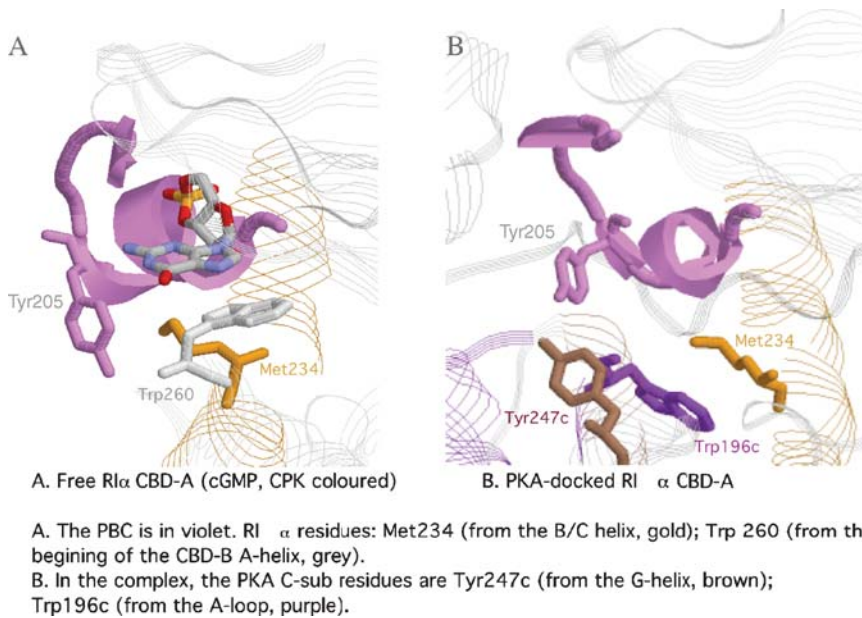 A
B
Tyr205
Met234
Trp260
Tyr205
Met234
Tyr247c
Trp196c
A. Free RIα CBD-A (cGMP, CPK coloured)
B. PKA-docked RI α CBD-A
A. The PBC is in violet. RI α residues: Met234 (from the B/C helix, gold); Trp 260 (from th
begining of the CBD-B A-helix, grey).
B. In the complex, the PKA C-sub residues are Tyr247c (from the G-helix, brown);
Trp196c (from the A-loop, purple).